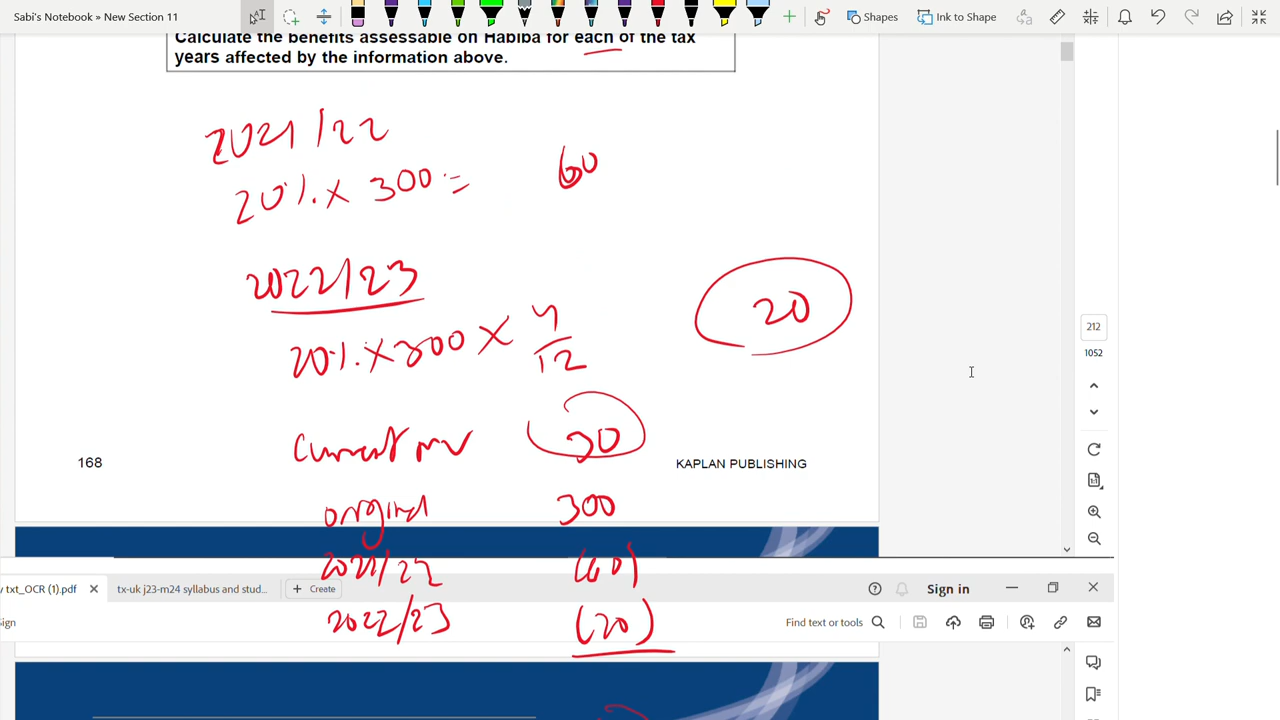 Sabi's Notebook » New Section 11
Shapes
Ink to Shape
Calculate the benefits assessable on Habiba for each of the tax
years affected by the information above.
2021/22
20% x 300 = 60
2022/23
20% x 300 x 4/12
20
Current mv 30
168
KAPLAN PUBLISHING
original 300
2021/22 (60)
2022/23 (20)
212
1052
y txt_OCR (1).pdf
tx-uk j23-m24 syllabus and stud...
Create
Sign in
Sign
Find text or tools